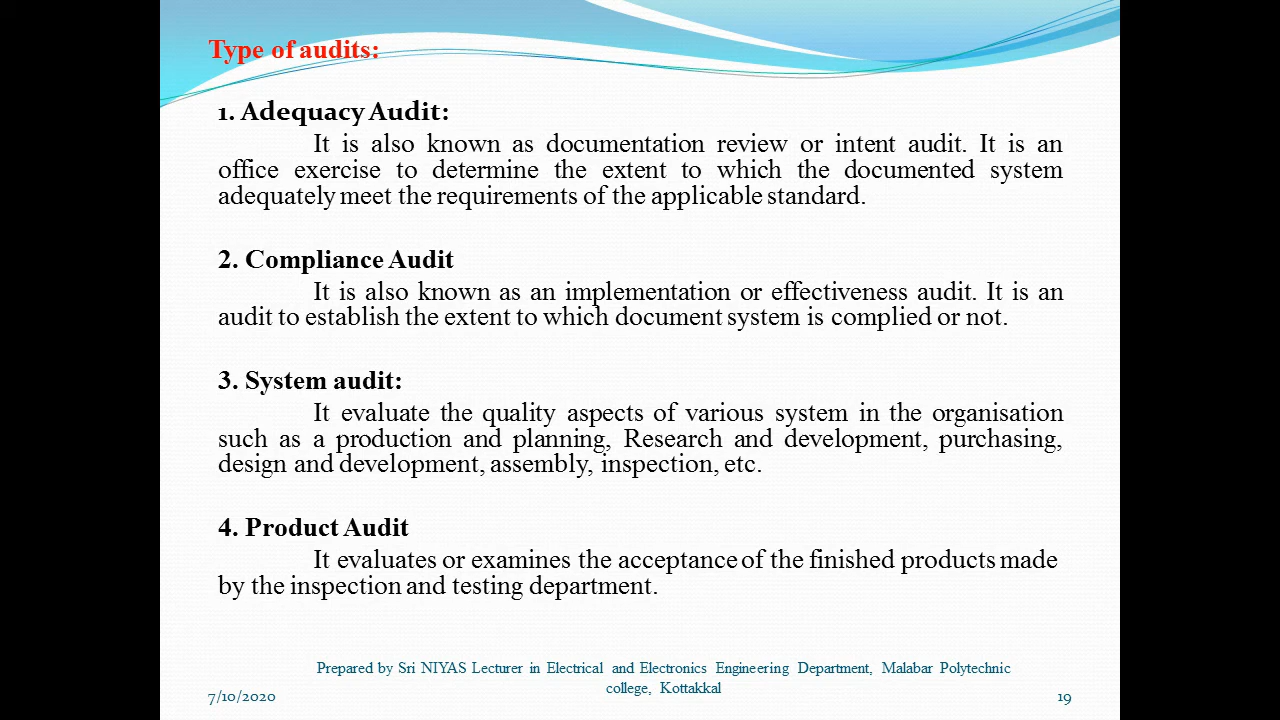 Type of audits:
1. Adequacy Audit:
It is also known as documentation review or intent audit. It is an
office exercise to determine the extent to which the documented system
adequately meet the requirements of the applicable standard.
2. Compliance Audit
It is also known as an implementation or effectiveness audit. It is an
audit to establish the extent to which document system is complied or not.
3. System audit:
It evaluate the quality aspects of various system in the organisation
such as a production and planning, Research and development, purchasing,
design and development, assembly, inspection, etc.
4. Product Audit
It evaluates or examines the acceptance of the finished products made
by the inspection and testing department.
Prepared by Sri NIYAS Lecturer in Electrical and Electronics Engineering Department, Malabar Polytechnic
college, Kottakkal
7/10/2020
19